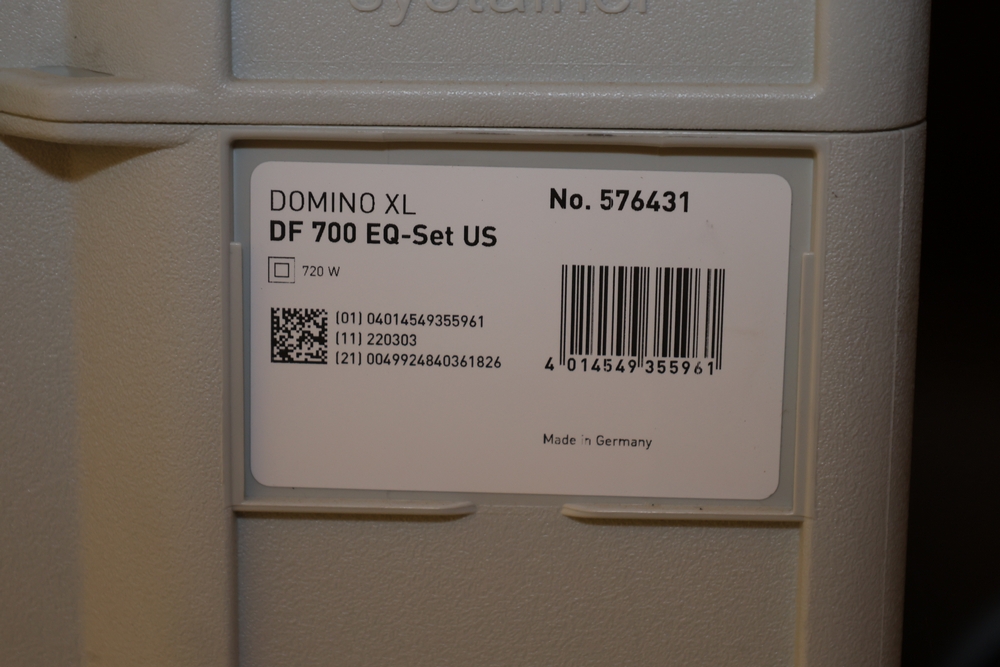 systainer
DOMINO XL
DF 700 EQ-Set US
No. 576431
720 W
(01) 04014549355961
(11) 220303
(21) 0049924840361826
4 014549 355961
Made in Germany